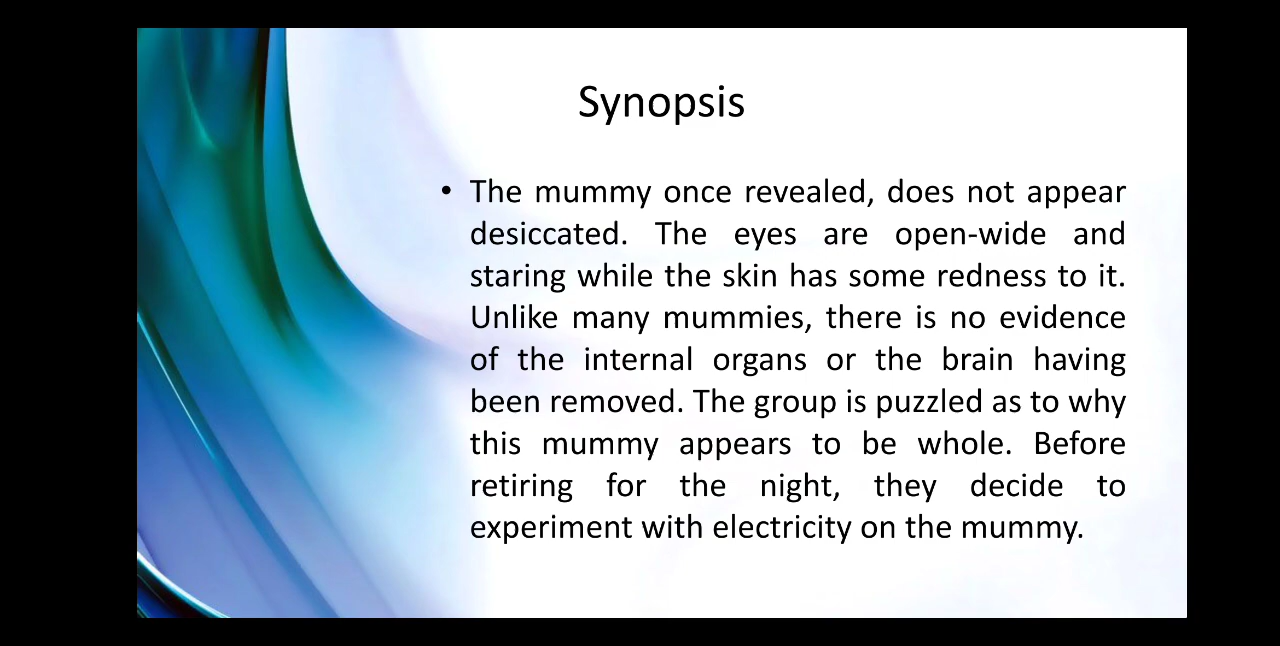 Synopsis
• The mummy once revealed, does not appear
desiccated. The eyes are open-wide and
staring while the skin has some redness to it.
Unlike many mummies, there is no evidence
of the internal organs or the brain having
been removed. The group is puzzled as to why
this mummy appears to be whole. Before
retiring for the night, they decide to
experiment with electricity on the mummy.